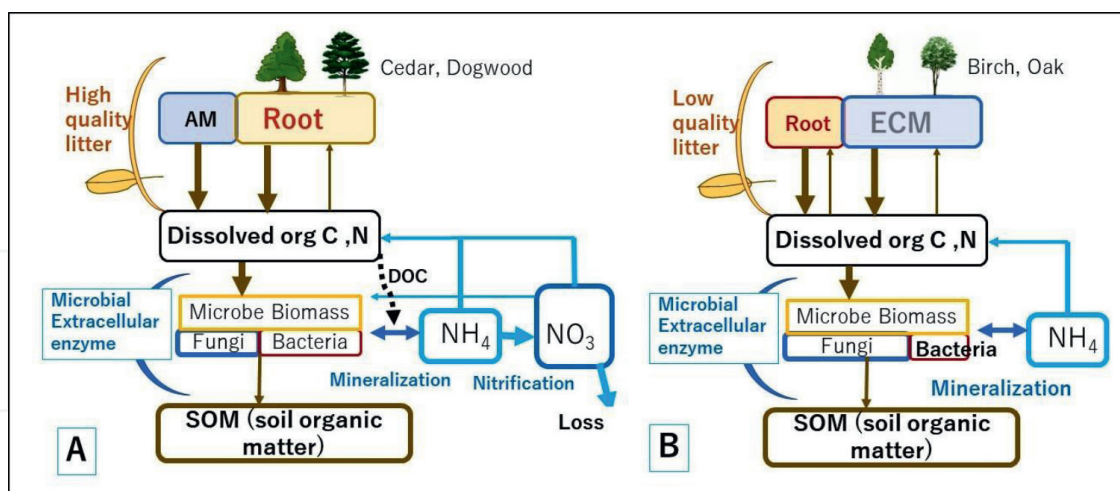 Cedar, Dogwood
High
quality
litter
AM
Root
Dissolved org C ,N
DOC
Microbial
Extracellular
enzyme
Microbe Biomass
Fungi
Bacteria
NH4
NO3
Mineralization
Nitrification
Loss
SOM (soil organic
matter)
A
Birch, Oak
Low
quality
litter
Root
ECM
Dissolved org C ,N
Microbial
Extracellular
enzyme
Microbe Biomass
Fungi
Bacteria
NH4
Mineralization
SOM (soil organic
matter)
B